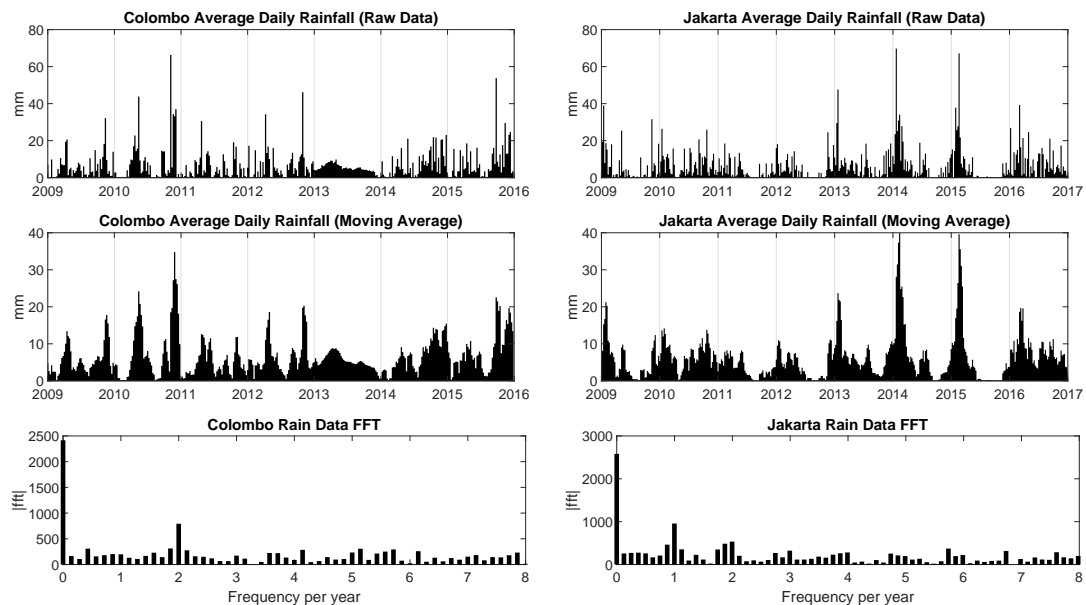 Colombo Average Daily Rainfall (Raw Data)
80
60
40
20
0
mm
2009 2010 2011 2012 2013 2014 2015 2016
Jakarta Average Daily Rainfall (Raw Data)
80
60
40
20
0
mm
2009 2010 2011 2012 2013 2014 2015 2016 2017
Colombo Average Daily Rainfall (Moving Average)
40
30
20
10
0
mm
2009 2010 2011 2012 2013 2014 2015 2016
Jakarta Average Daily Rainfall (Moving Average)
40
30
20
10
0
mm
2009 2010 2011 2012 2013 2014 2015 2016 2017
Colombo Rain Data FFT
2500
2000
1500
1000
500
0
|fft|
0 1 2 3 4 5 6 7 8
Frequency per year
Jakarta Rain Data FFT
3000
2000
1000
0
|fft|
0 1 2 3 4 5 6 7 8
Frequency per year